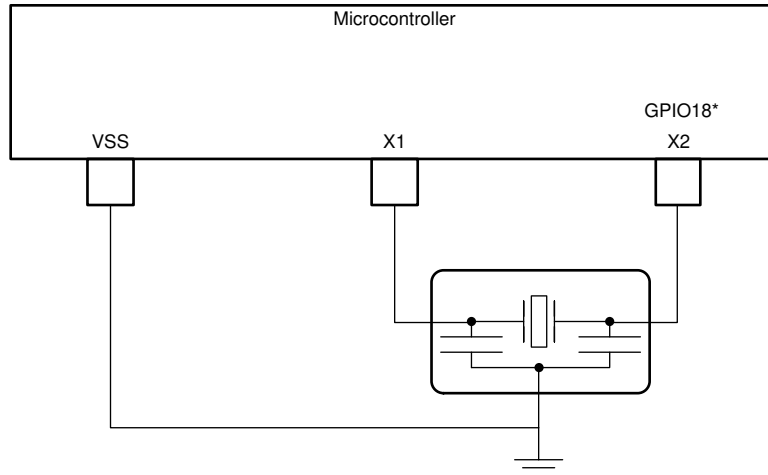 Microcontroller
GPIO18*
VSS
X1
X2